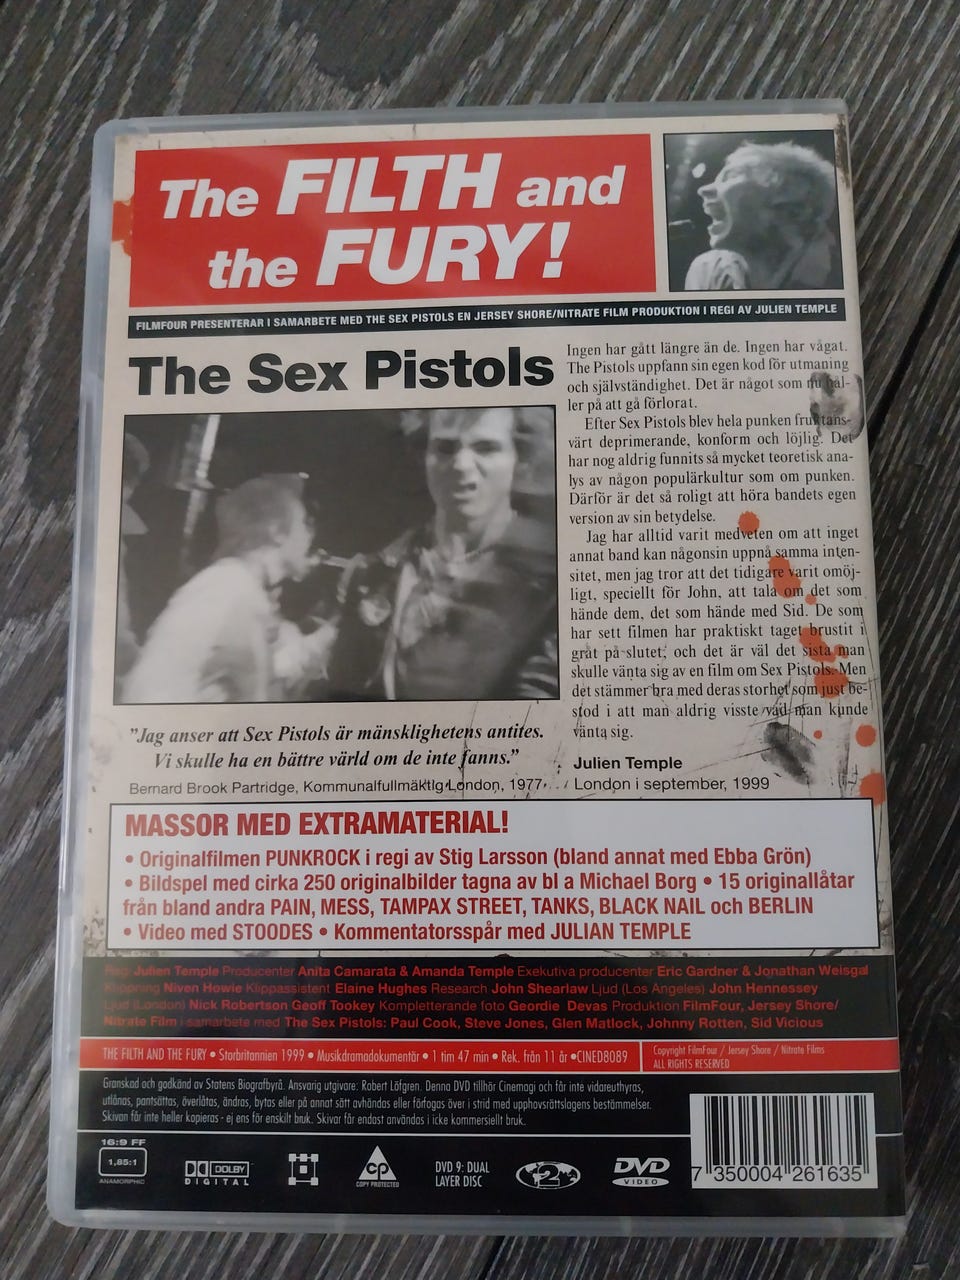 The FILTH and
the FURY!
FILMFOUR PRESENTERAR I SAMARBETE MED THE SEX PISTOLS EN JERSEY SHORE/NITRATE FILM PRODUKTION I REGI AV JULIEN TEMPLE
The Sex Pistols
"Jag anser att Sex Pistols är mänsklighetens antites.
Vi skulle ha en bättre värld om de inte fanns."
Bernard Brook Partridge, Kommunalfullmäktig London, 1977
Ingen har gått längre än de. Ingen har vågat.
The Pistols uppfann sin egen kod för utmaning
och självständighet. Det är något som nu hål-
ler på att gå förlorat.
Efter Sex Pistols blev hela punken fruktans-
värt deprimerande, konform och löjlig. Det
har nog aldrig funnits så mycket teoretisk ana-
lys av någon populärkultur som om punken.
Därför är det så roligt att höra bandets egen
version av sin betydelse.
Jag har alltid varit medveten om att inget
annat band kan någonsin uppnå samma inten-
sitet, men jag tror att det tidigare varit omöj-
ligt, speciellt för John, att tala om det som
hände dem, det som hände med Sid. De som
har sett filmen har praktiskt taget brustit i
gråt på slutet; och det är väl det sista man
skulle vänta sig av en film om Sex Pistols. Men
det stämmer bra med deras storhet som just be-
stod i att man aldrig visste vad man kunde
vänta sig.
Julien Temple
London i september, 1999
MASSOR MED EXTRAMATERIAL!
• Originalfilmen PUNKROCK i regi av Stig Larsson (bland annat med Ebba Grön)
• Bildspel med cirka 250 originalbilder tagna av bl a Michael Borg • 15 originallåtar
från bland andra PAIN, MESS, TAMPAX STREET, TANKS, BLACK NAIL och BERLIN
• Video med STOODES • Kommentatorsspår med JULIAN TEMPLE
Regi Julien Temple Producenter Anita Camarata & Amanda Temple Exekutiva producenter Eric Gardner & Jonathan Weisgal
Klippning Niven Howie Klippassistent Elaine Hughes Research John Shearlaw Ljud (Los Angeles) John Hennessey
Ljud (London) Nick Robertson Geoff Tookey Kompletterande foto Geordie Devas Produktion FilmFour, Jersey Shore/
Nitrate Film i samarbete med The Sex Pistols: Paul Cook, Steve Jones, Glen Matlock, Johnny Rotten, Sid Vicious
THE FILTH AND THE FURY • Storbritannien 1999 • Musikdramadokumentär • 1 tim 47 min • Rek. från 11 år •CINED8089
Copyright FilmFour / Jersey Shore / Nitrate Films
ALL RIGHTS RESERVED
Granskad och godkänd av Statens Biografbyrå. Ansvarig utgivare: Robert Löfgren. Denna DVD tillhör Cinemagi och får inte vidareuthyras,
utlånas, pantsättas, överlåtas, ändras, bytas eller på annat sätt avhändas eller förfogas över i strid med upphovsrättslagens bestämmelser.
Skivan får inte heller kopieras - ej ens för enskilt bruk. Skivar får endast användas i icke kommersiellt bruk.
16:9 FF
1,85:1
ANAMORPHIC
DOLBY
DIGITAL
CP
COPY PROTECTED
DVD 9: DUAL
LAYER DISC
2
DVD
VIDEO
7 350004 261635